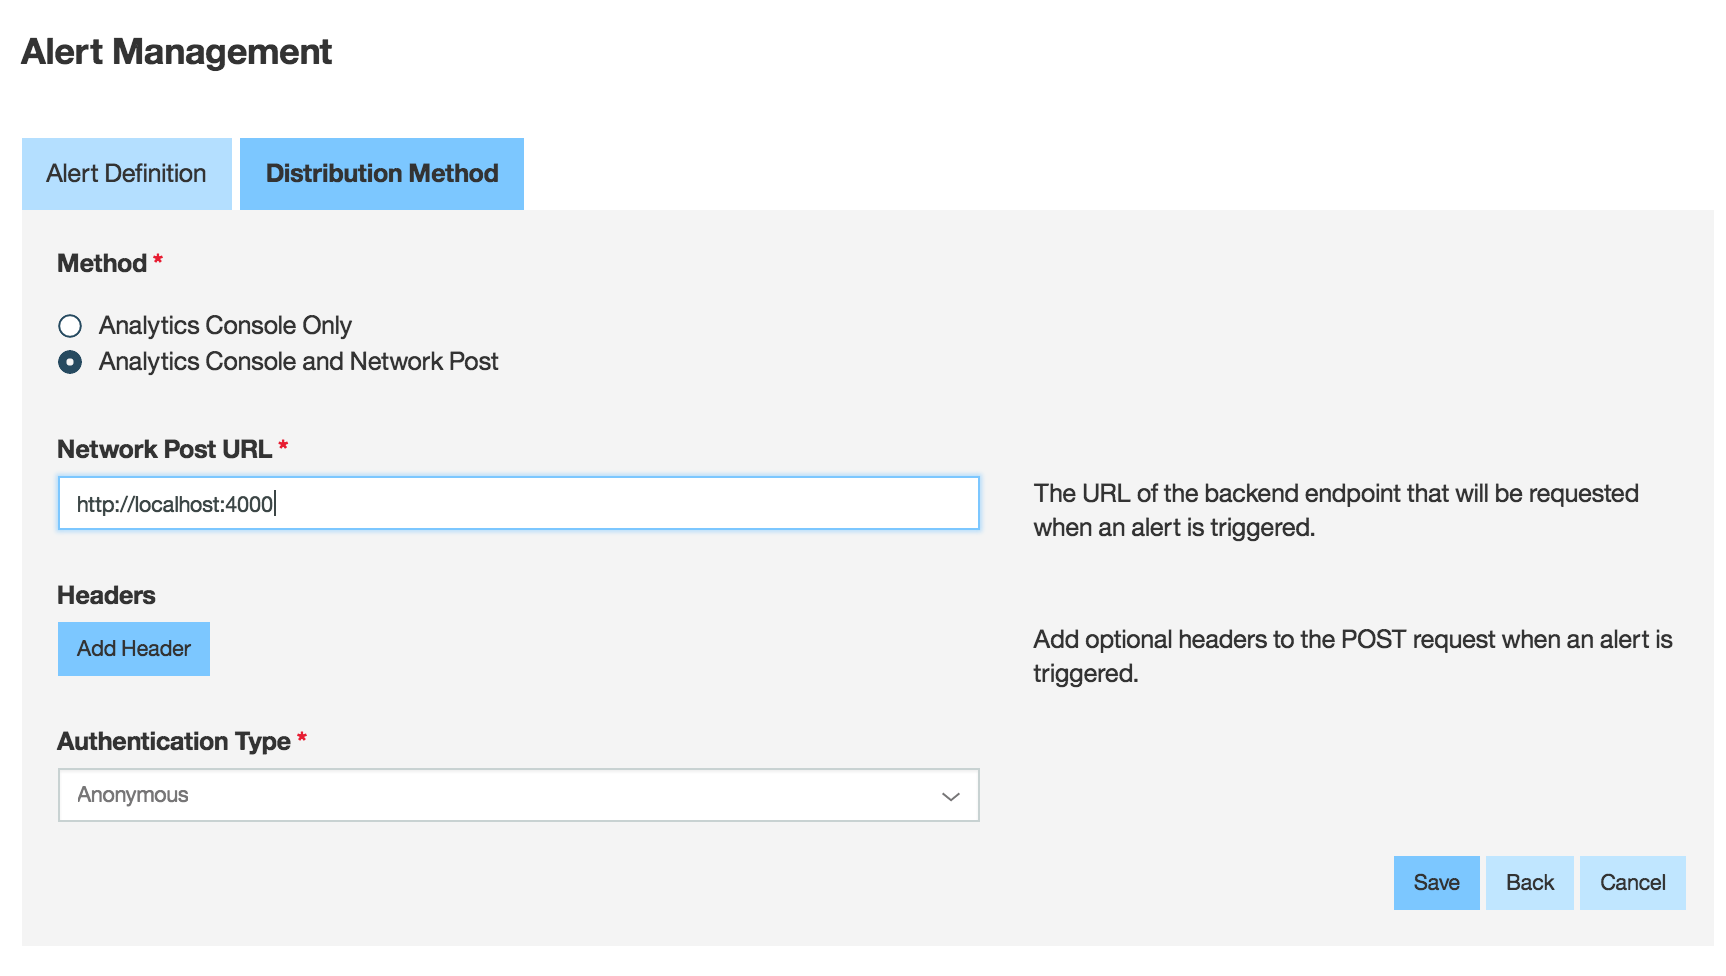 Alert Management
Alert Definition
Distribution Method
Method *
Analytics Console Only
Analytics Console and Network Post
Network Post URL *
http://localhost:4000
The URL of the backend endpoint that will be requested
when an alert is triggered.
Headers
Add Header
Add optional headers to the POST request when an alert is
triggered.
Authentication Type *
Anonymous
Save
Back
Cancel